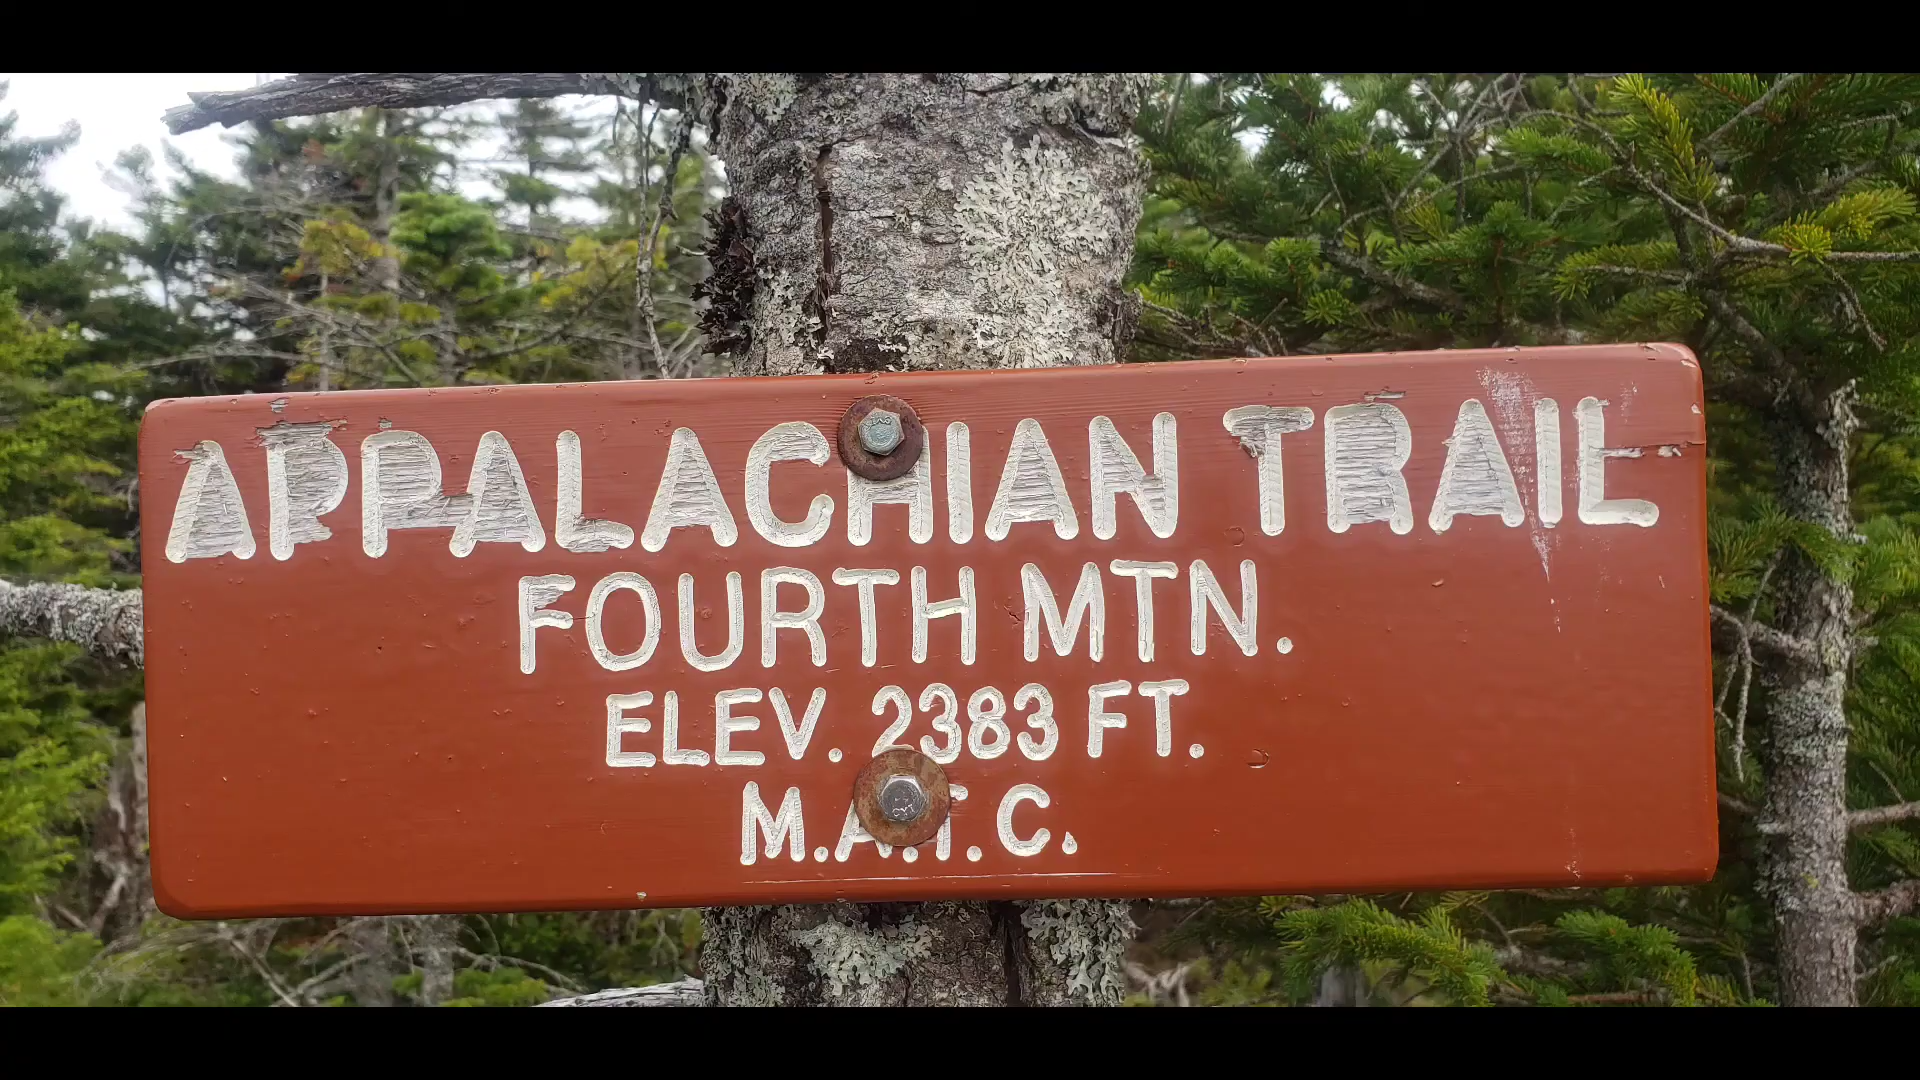 APPALACHIAN TRAIL
FOURTH MTN.
ELEV. 2383 FT.
M.A.T.C.